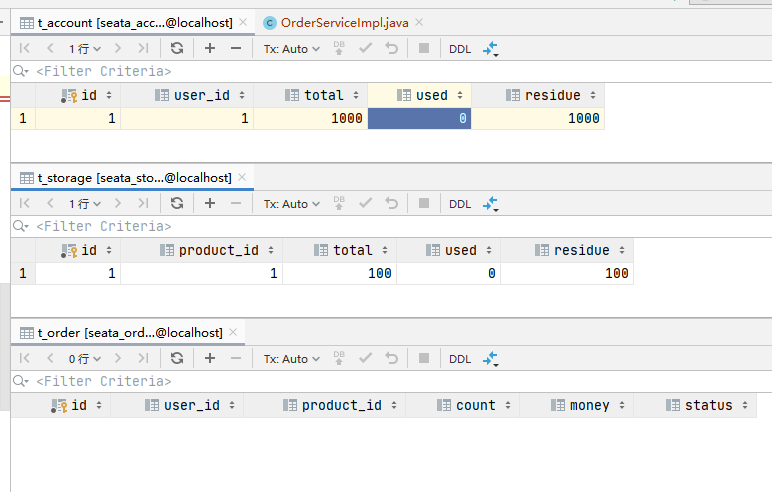 t_account [seata_acc...@localhost] OrderServiceImpl.java
1 行 Tx: Auto DB DDL
<Filter Criteria>
id user_id total used residue
1 1 1 1000 0 1000
t_storage [seata_sto...@localhost]
1 行 Tx: Auto DB DDL
<Filter Criteria>
id product_id total used residue
1 1 1 100 0 100
t_order [seata_ord...@localhost]
0 行 Tx: Auto DB DDL
<Filter Criteria>
id user_id product_id count money status